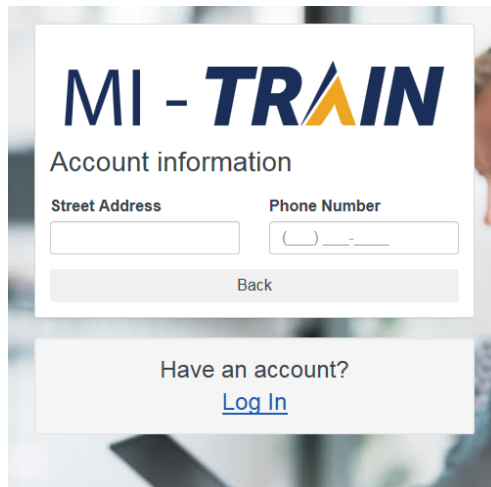 MI - TRAIN
Account information
Street Address Phone Number
(___) ___-____
Back
Have an account?
Log In